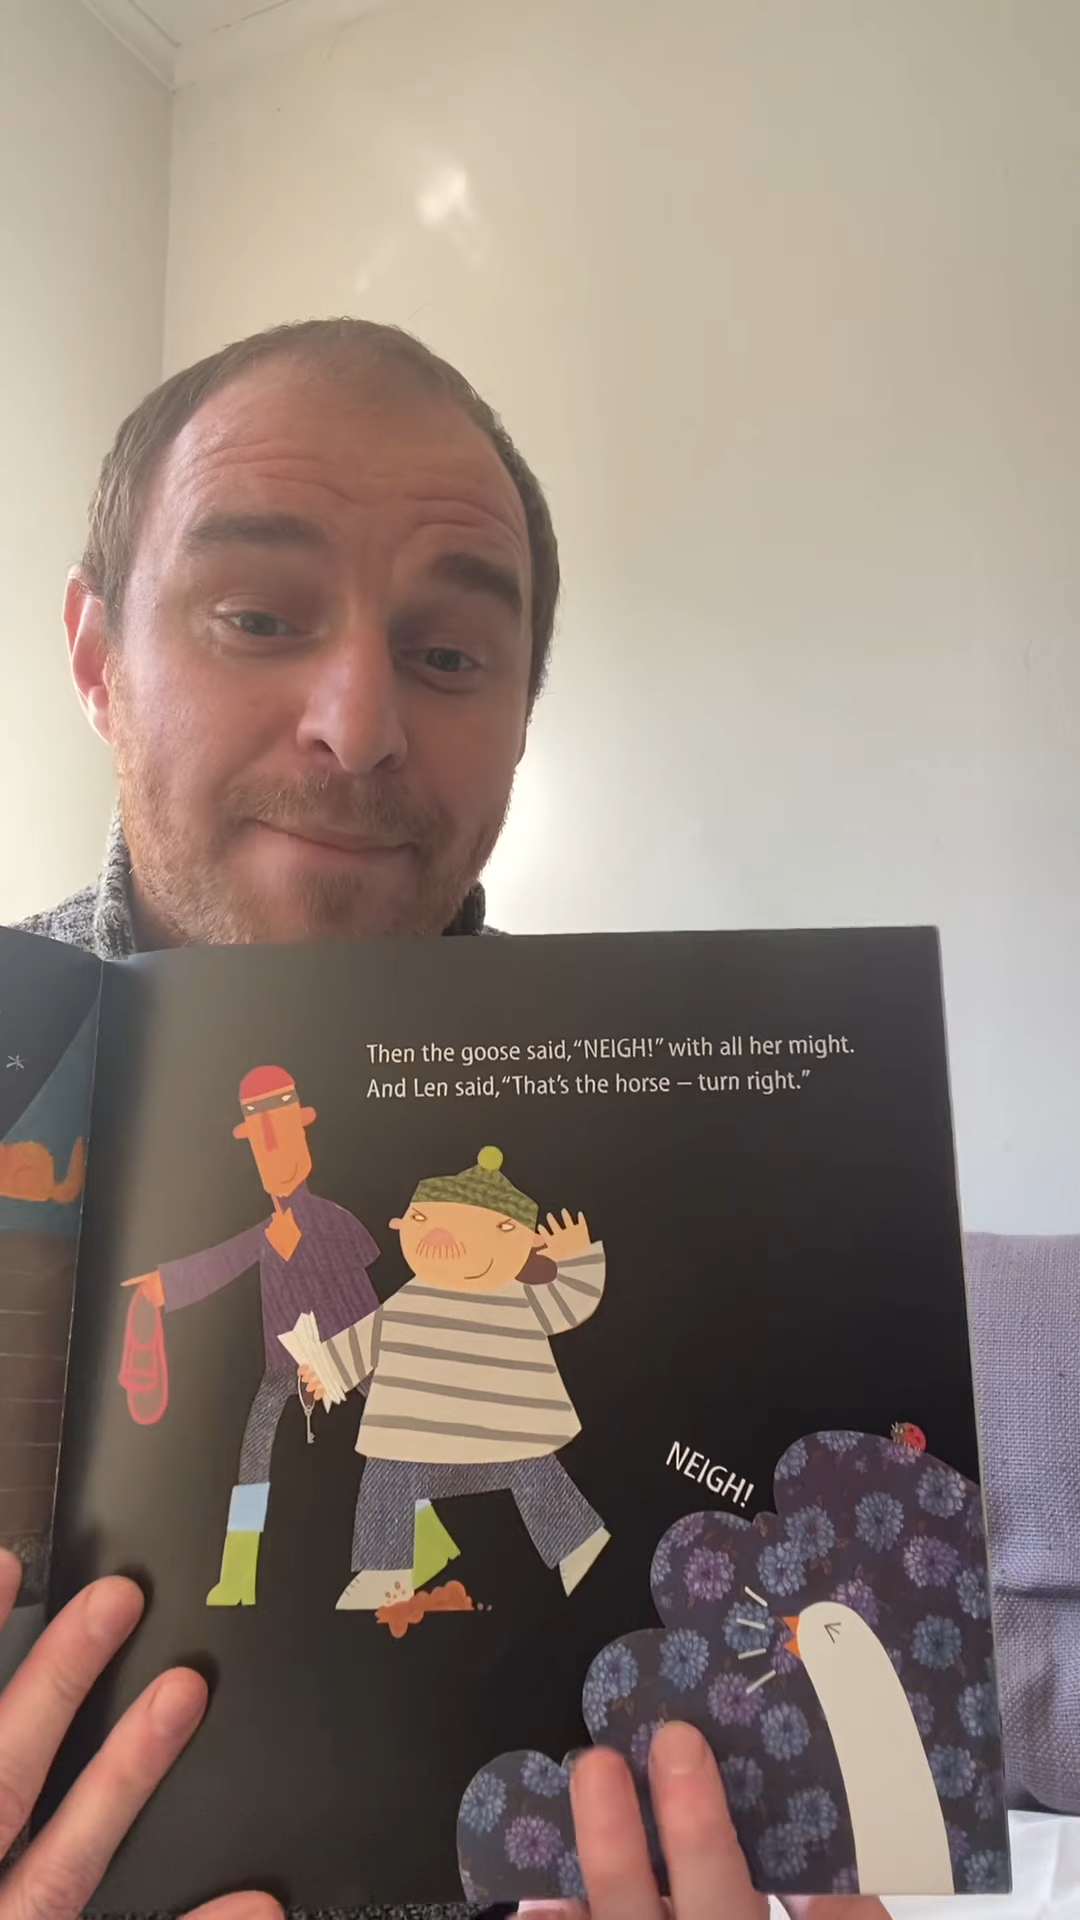 Then the goose said, “NEIGH!” with all her might.
And Len said, “That’s the horse – turn right.”
NEIGH!